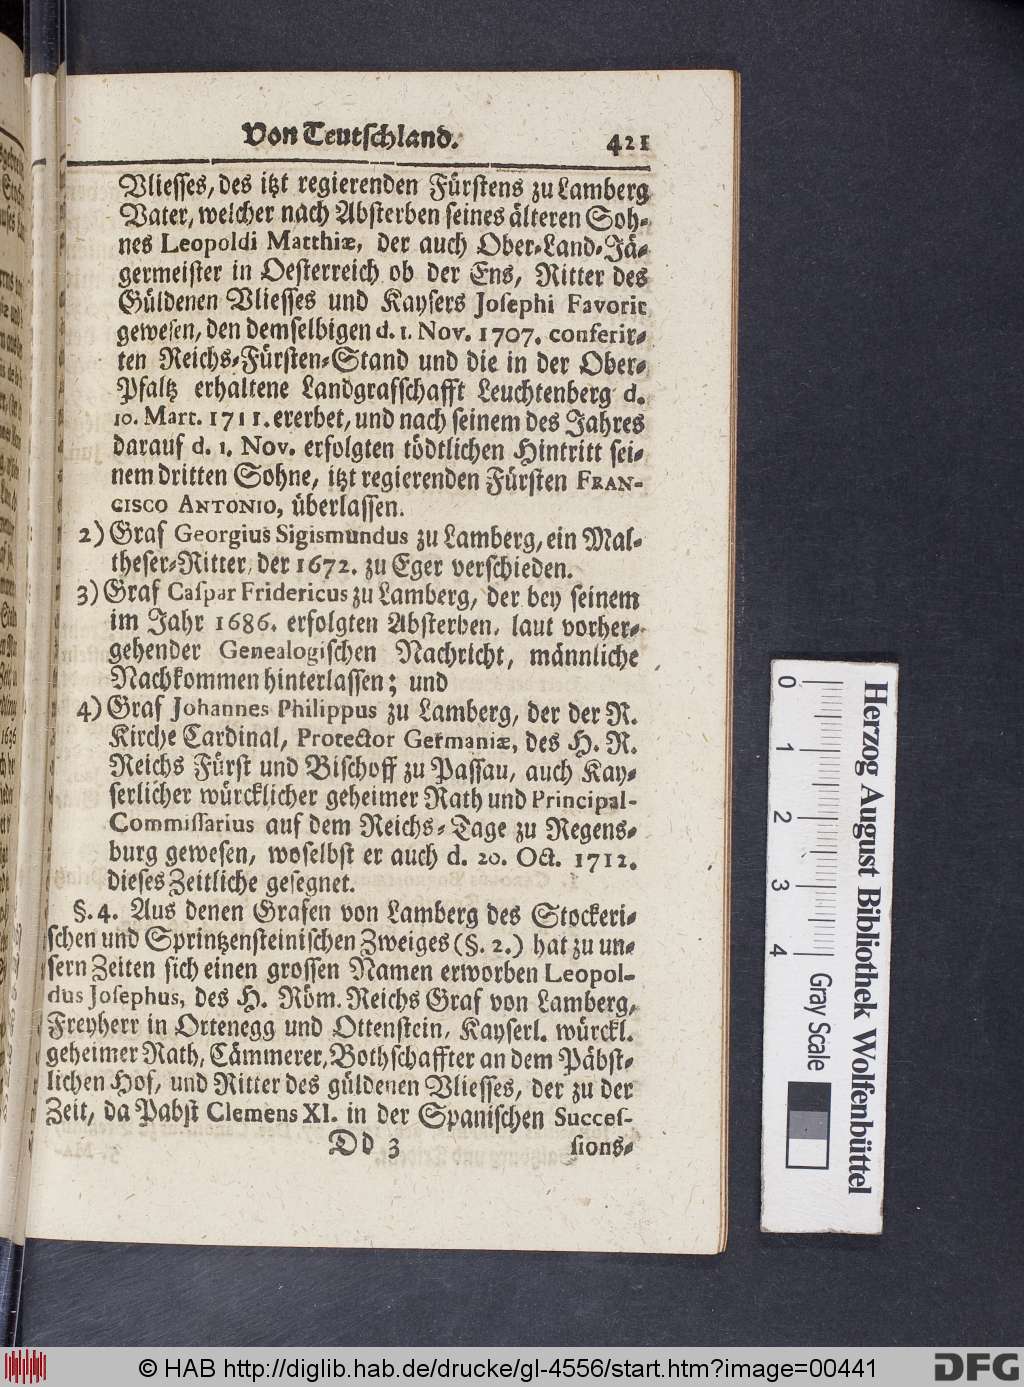 Von Teutschland. 421
Vliesses, des itzt regierenden Fürstens zu Lamberg
Vater, welcher nach Absterben seines älteren Soh-
nes Leopoldi Matthiæ, der auch Ober-Land-Jä-
germeister in Oesterreich ob der Ens, Ritter des
Güldenen Vliesses und Kaysers Josephi Favorit
gewesen, den demselbigen d. 1. Nov. 1707. conferir-
ten Reichs-Fürsten-Stand und die in der Ober-
Pfaltz erhaltene Landgrafschafft Leuchtenberg d.
10. Mart. 1711. ererbet, und nach seinem des Jahres
darauf d. 1. Nov. erfolgten tödtlichen Hintritt sei-
nem dritten Sohne, itzt regierenden Fürsten FRAN-
CISCO ANTONIO, überlassen.
2) Graf Georgius Sigismundus zu Lamberg, ein Mal-
theser-Ritter, der 1672. zu Eger verschieden.
3) Graf Caspar Fridericus zu Lamberg, der bey seinem
im Jahr 1686. erfolgten Absterben, laut vorher-
gehender Genealogischen Nachricht, männliche
Nachkommen hinterlassen; und
4) Graf Johannes Philippus zu Lamberg, der der R.
Kirche Cardinal, Protector Germaniæ, des H. R.
Reichs Fürst und Bischoff zu Passau, auch Kay-
serlicher würcklicher geheimer Rath und Principal-
Commissarius auf dem Reichs-Tage zu Regens-
burg gewesen, woselbst er auch d. 20. Oct. 1712.
dieses Zeitliche gesegnet.
§. 4. Aus denen Grafen von Lamberg des Stockeri-
schen und Sprintzensteinischen Zweiges (§. 2.) hat zu un-
sern Zeiten sich einen grossen Namen erworben Leopol-
dus Josephus, des H. Röm. Reichs Graf von Lamberg,
Freyherr in Ortenegg und Ottenstein, Kayserl. würckl.
geheimer Rath, Cämmerer, Bothschaffter an dem Päbst-
lichen Hof, und Ritter des güldenen Vliesses, der zu der
Zeit, da Pabst Clemens XI. in der Spanischen Succes-
Dd 3 sions-
0 1 2 3 4
Gray Scale
Herzog August Bibliothek Wolfenbüttel
© HAB http://diglib.hab.de/drucke/gl-4556/start.htm?image=00441
DFG